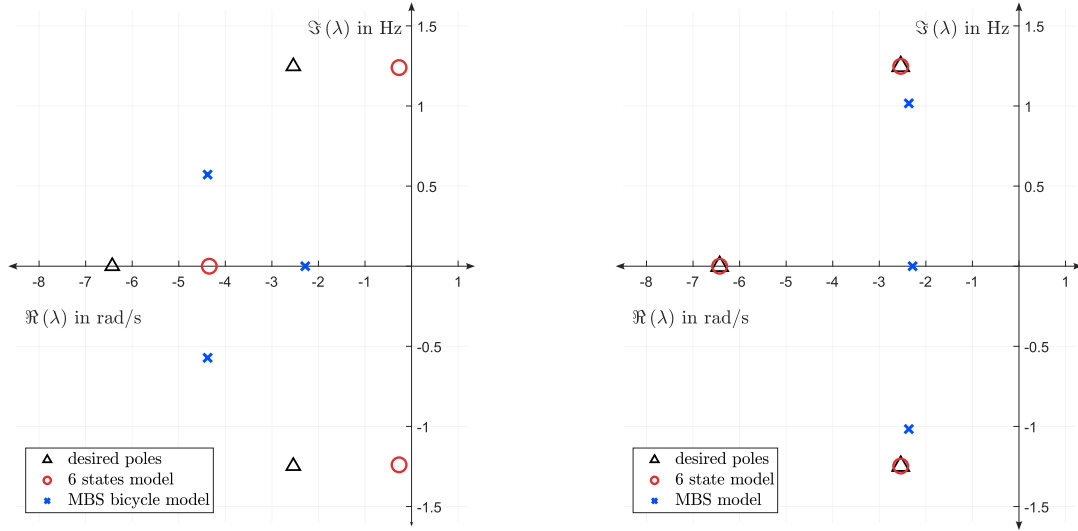 ℑ(λ) in Hz
1.5
1
0.5
-8 -7 -6 -5 -4 -3 -2 -1 1
ℜ(λ) in rad/s
-0.5
-1
-1.5
desired poles
6 states model
MBS bicycle model
ℑ(λ) in Hz
1.5
1
0.5
-8 -7 -6 -5 -4 -3 -2 -1 1
ℜ(λ) in rad/s
-0.5
-1
-1.5
desired poles
6 state model
MBS model